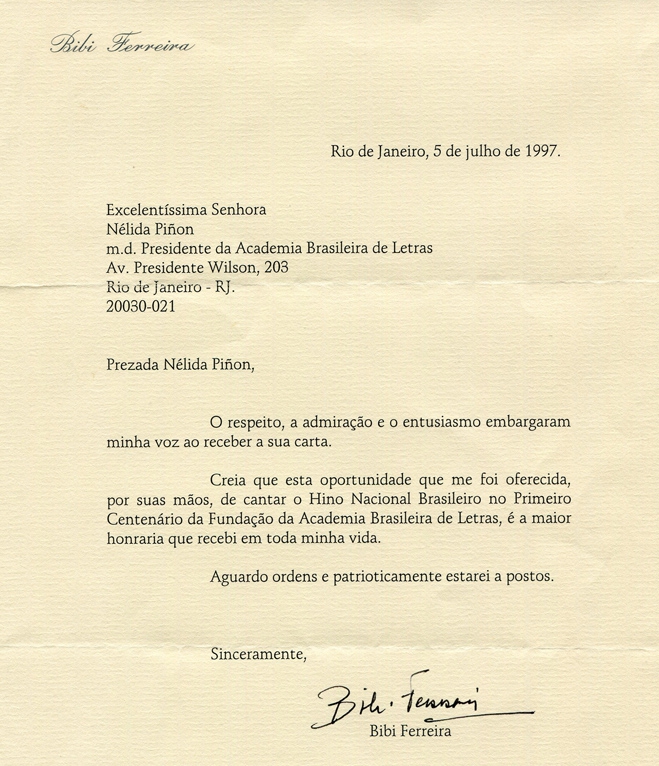 Bibi Ferreira
Rio de Janeiro, 5 de julho de 1997.
Excelentíssima Senhora
Nélida Piñon
m.d. Presidente da Academia Brasileira de Letras
Av. Presidente Wilson, 203
Rio de Janeiro - RJ.
20030-021
Prezada Nélida Piñon,
O respeito, a admiração e o entusiasmo embargaram
minha voz ao receber a sua carta.
Creia que esta oportunidade que me foi oferecida,
por suas mãos, de cantar o Hino Nacional Brasileiro no Primeiro
Centenário da Fundação da Academia Brasileira de Letras, é a maior
honraria que recebi em toda minha vida.
Aguardo ordens e patrioticamente estarei a postos.
Sinceramente,
Bibi Ferreira
Bibi Ferreira